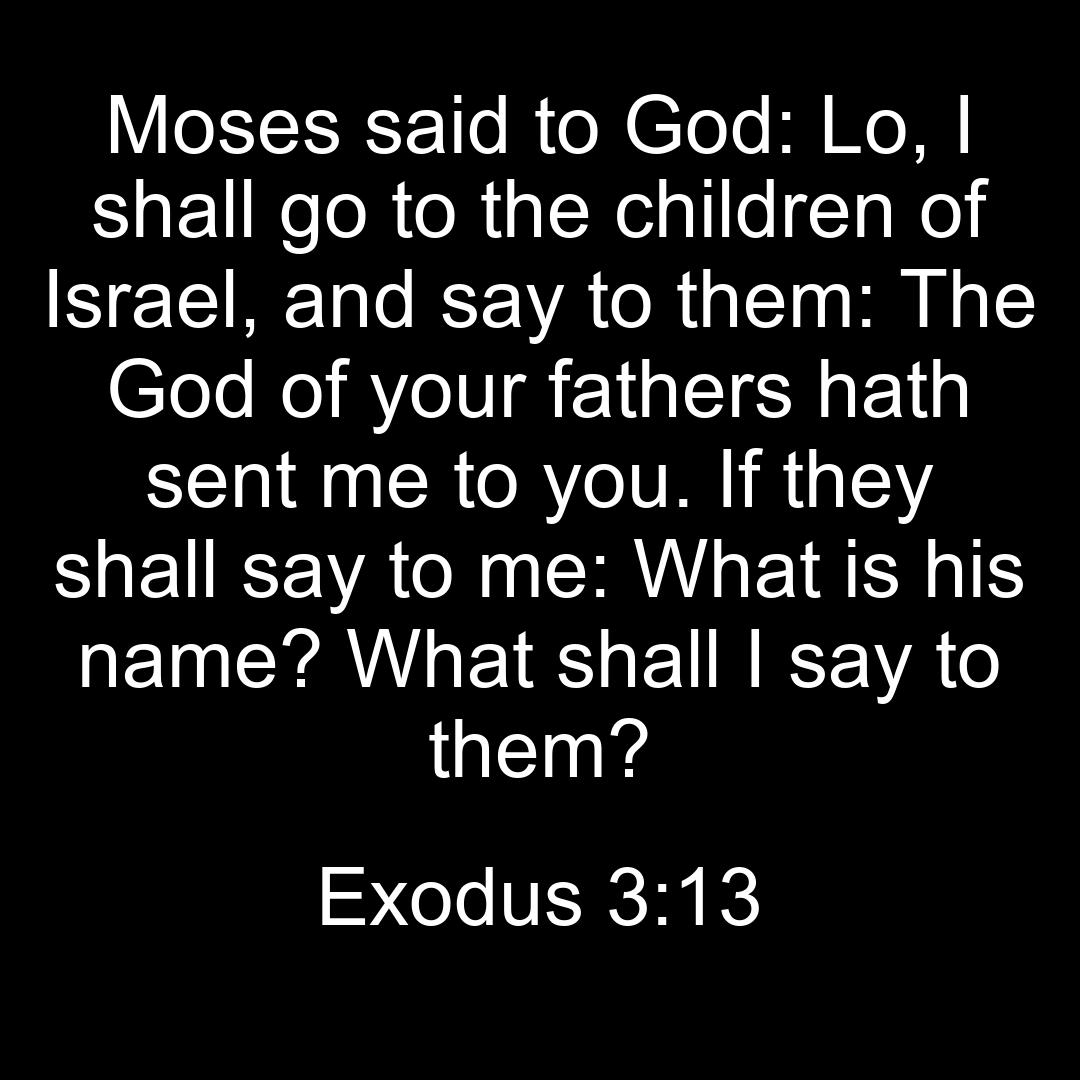 Moses said to God: Lo, I
shall go to the children of
Israel, and say to them: The
God of your fathers hath
sent me to you. If they
shall say to me: What is his
name? What shall I say to
them?
Exodus 3:13